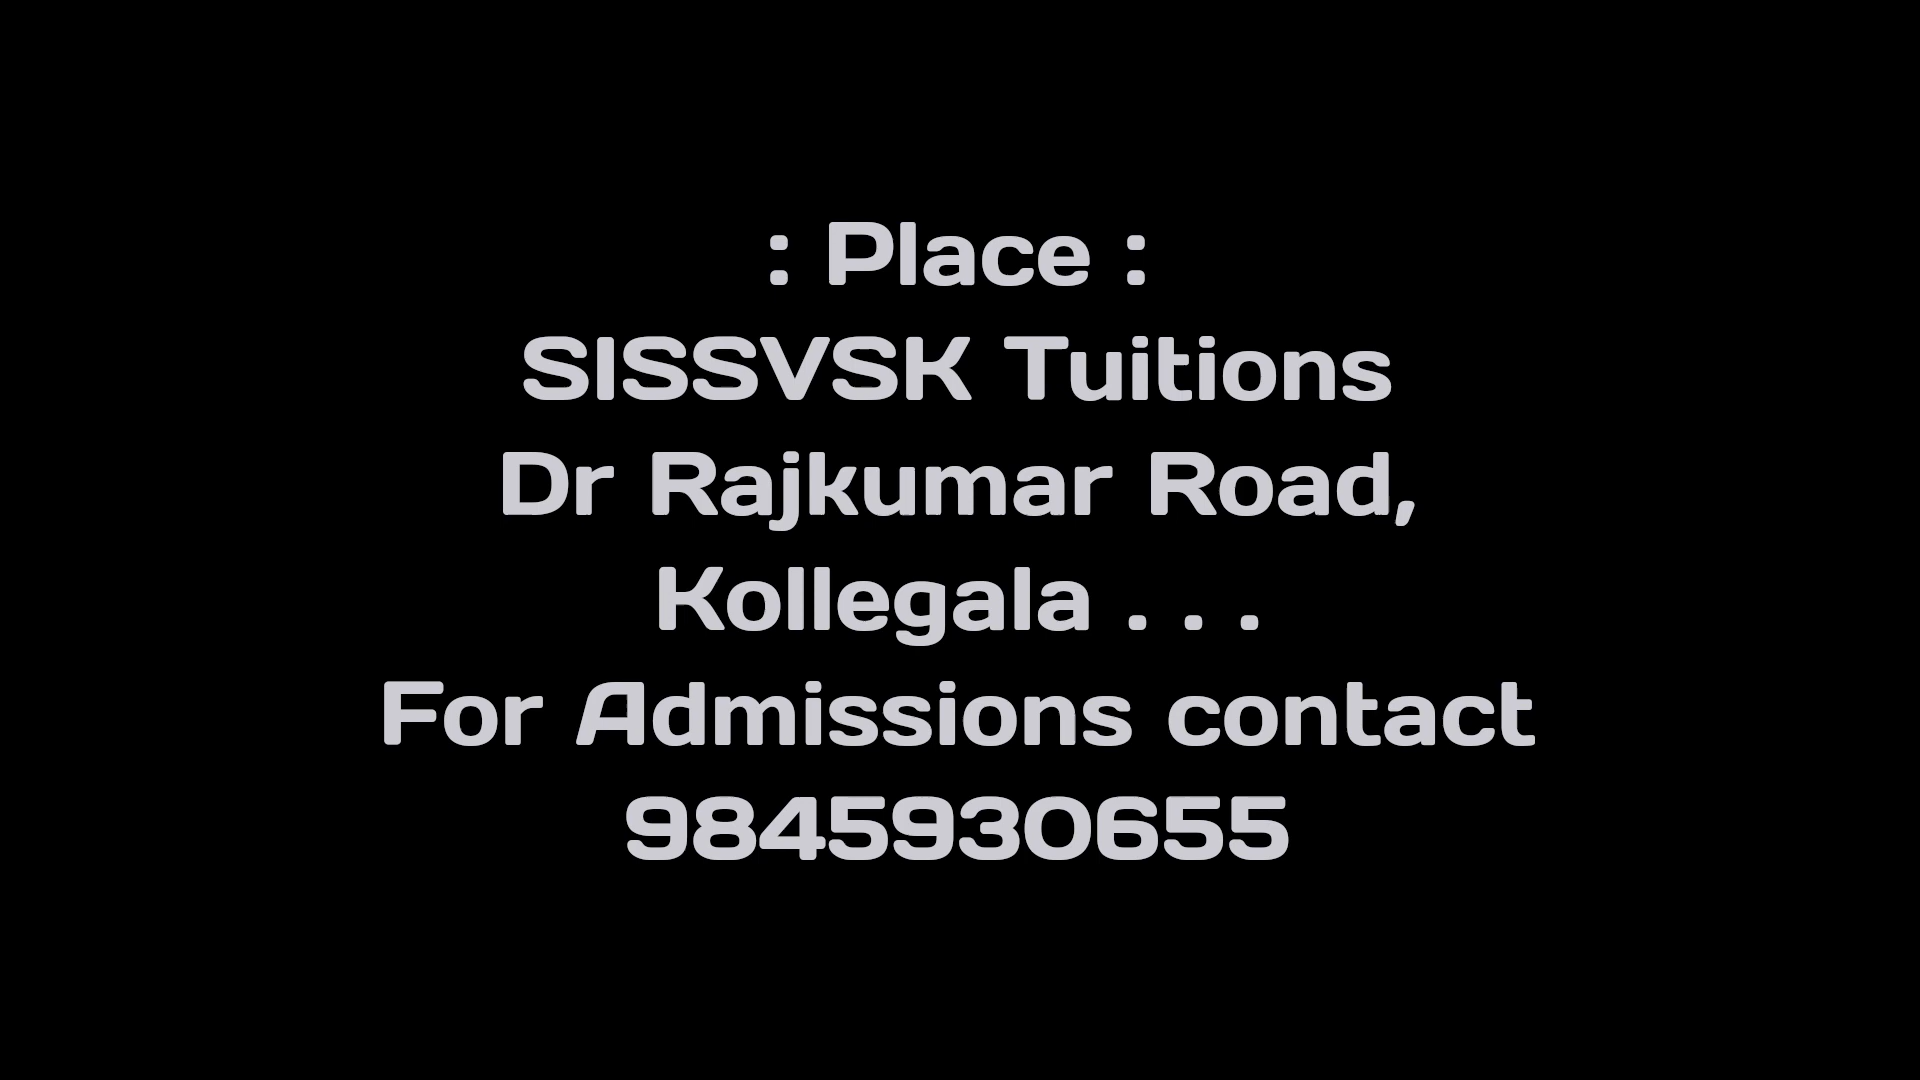 : Place :
SISSVSK Tuitions
Dr Rajkumar Road,
Kollegala . . .
For Admissions contact
9845930655